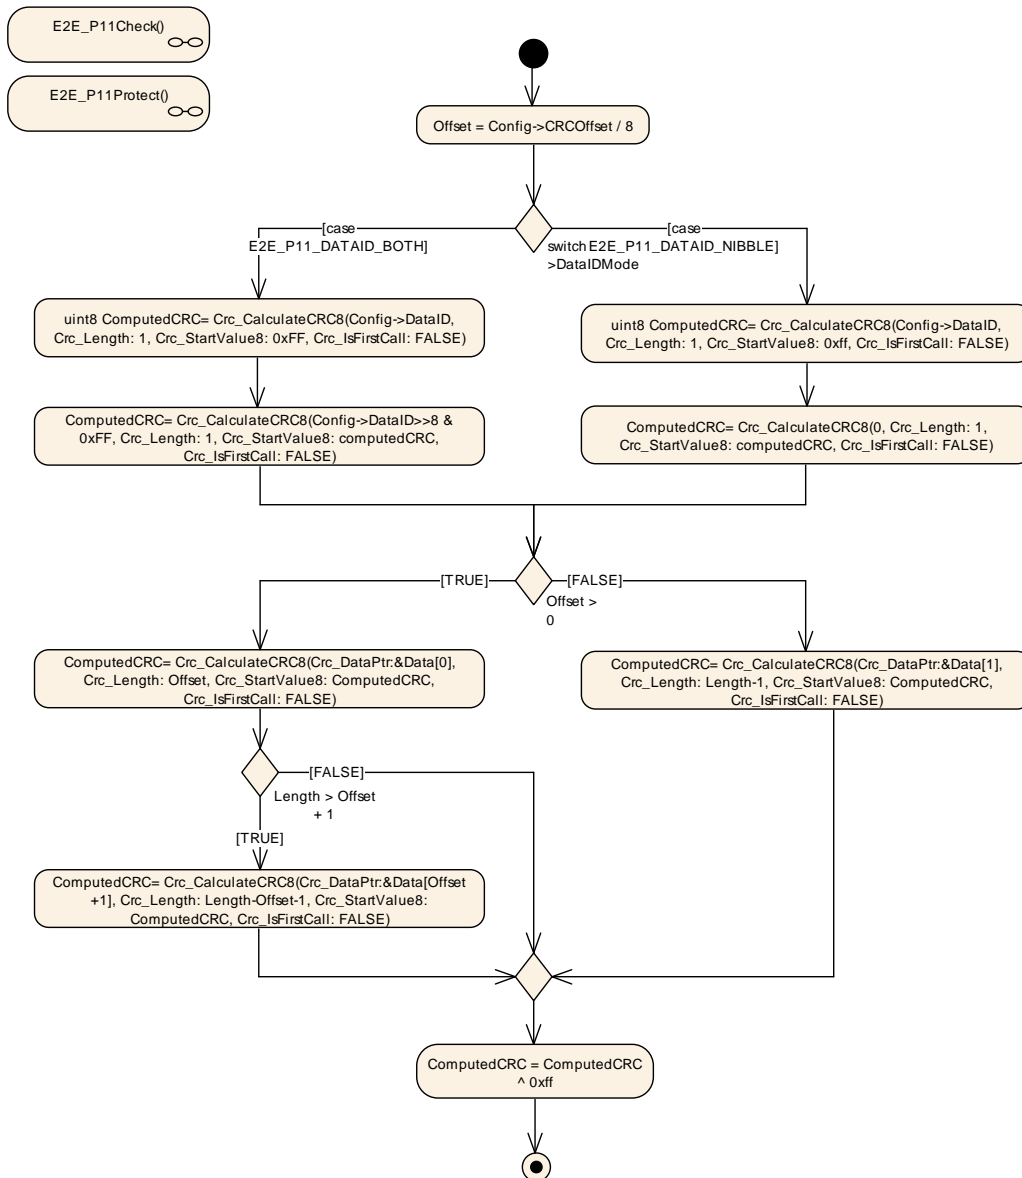 E2E_P11Check()
E2E_P11Protect()
Offset = Config->CRCOffset / 8
[case
E2E_P11_DATAID_BOTH]
[case
switch E2E_P11_DATAID_NIBBLE]
>DataIDMode
uint8 ComputedCRC= Crc_CalculateCRC8(Config->DataID,
Crc_Length: 1, Crc_StartValue8: 0xFF, Crc_IsFirstCall: FALSE)
uint8 ComputedCRC= Crc_CalculateCRC8(Config->DataID,
Crc_Length: 1, Crc_StartValue8: 0xff, Crc_IsFirstCall: FALSE)
ComputedCRC= Crc_CalculateCRC8(Config->DataID>>8 &
0xFF, Crc_Length: 1, Crc_StartValue8: computedCRC,
Crc_IsFirstCall: FALSE)
ComputedCRC= Crc_CalculateCRC8(0, Crc_Length: 1,
Crc_StartValue8: computedCRC, Crc_IsFirstCall: FALSE)
[TRUE]
[FALSE]
Offset >
0
ComputedCRC= Crc_CalculateCRC8(Crc_DataPtr:&Data[0],
Crc_Length: Offset, Crc_StartValue8: ComputedCRC,
Crc_IsFirstCall: FALSE)
ComputedCRC= Crc_CalculateCRC8(Crc_DataPtr:&Data[1],
Crc_Length: Length-1, Crc_StartValue8: ComputedCRC,
Crc_IsFirstCall: FALSE)
[FALSE]
Length > Offset
+ 1
[TRUE]
ComputedCRC= Crc_CalculateCRC8(Crc_DataPtr:&Data[Offset
+1], Crc_Length: Length-Offset-1, Crc_StartValue8:
ComputedCRC, Crc_IsFirstCall: FALSE)
ComputedCRC = ComputedCRC
^ 0xff